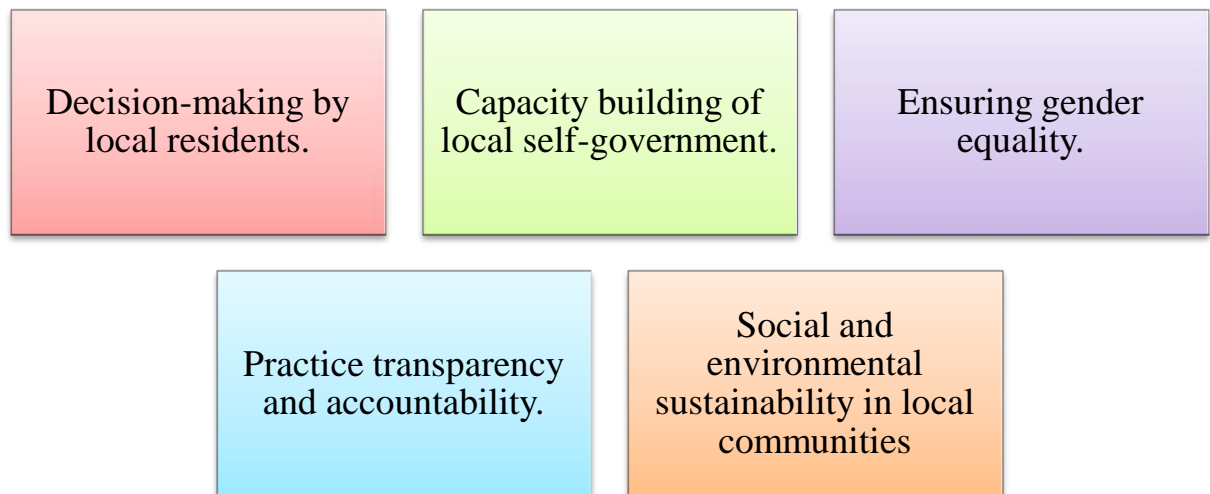 Decision-making by
local residents.
Capacity building of
local self-government.
Ensuring gender
equality.
Practice transparency
and accountability.
Social and
environmental
sustainability in local
communities